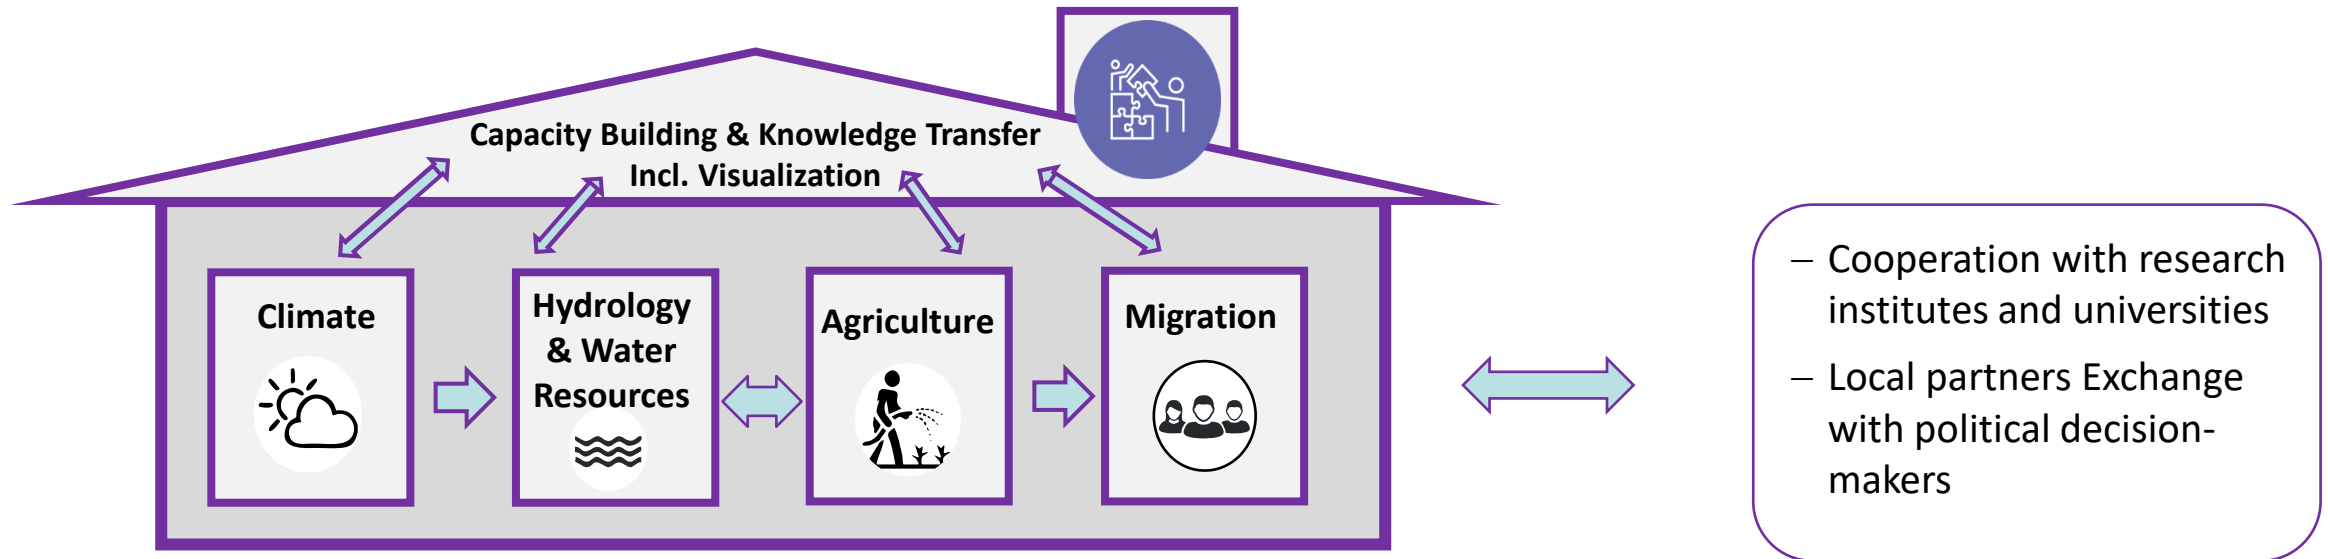 Capacity Building & Knowledge Transfer
Incl. Visualization
Climate
Hydrology
& Water
Resources
Agriculture
Migration
– Cooperation with research
institutes and universities
– Local partners Exchange
with political decision-
makers